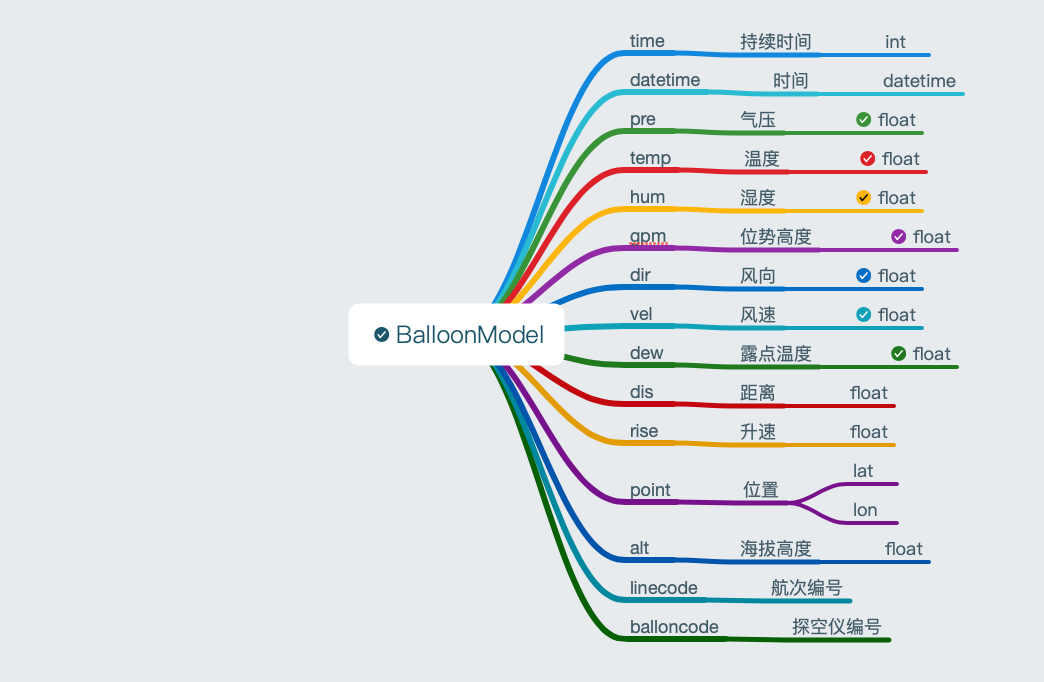 time 持续时间 int
datetime 时间 datetime
pre 气压 float
temp 温度 float
hum 湿度 float
gpm 位势高度 float
dir 风向 float
BalloonModel
vel 风速 float
dew 露点温度 float
dis 距离 float
rise 升速 float
point 位置
lat
lon
alt 海拔高度 float
linecode 航次编号
balloncode 探空仪编号